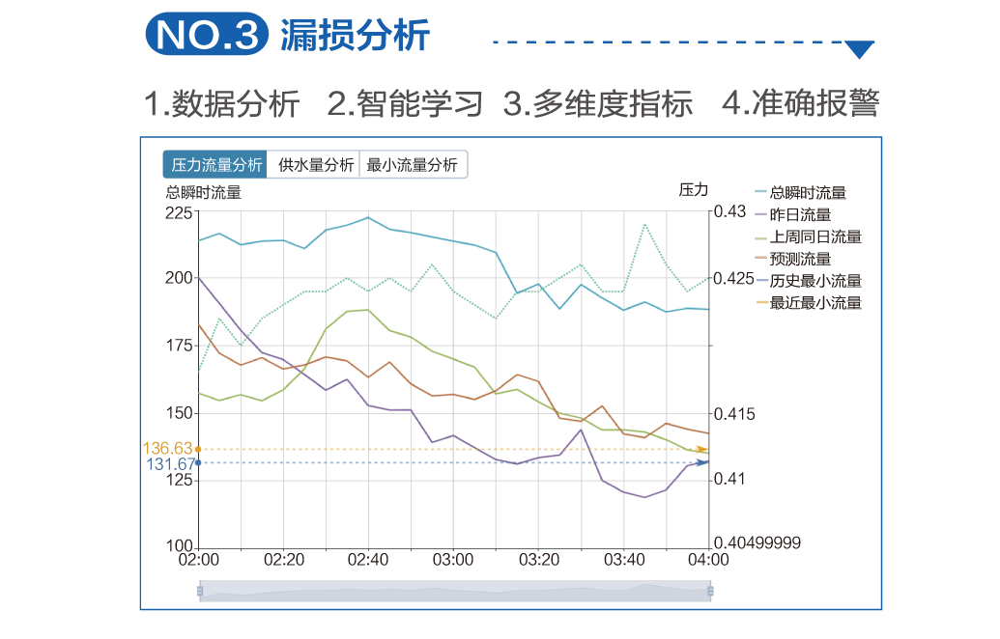 NO.3 漏损分析
1.数据分析 2.智能学习 3.多维度指标 4.准确报警
压力流量分析 供水量分析 最小流量分析
总瞬时流量 压力
225 0.43
200 0.425
175
150 0.415
136.63
131.67
125 0.41
100 0.40499999
02:00 02:20 02:40 03:00 03:20 03:40 04:00
总瞬时流量
昨日流量
上周同日流量
预测流量
历史最小流量
最近最小流量